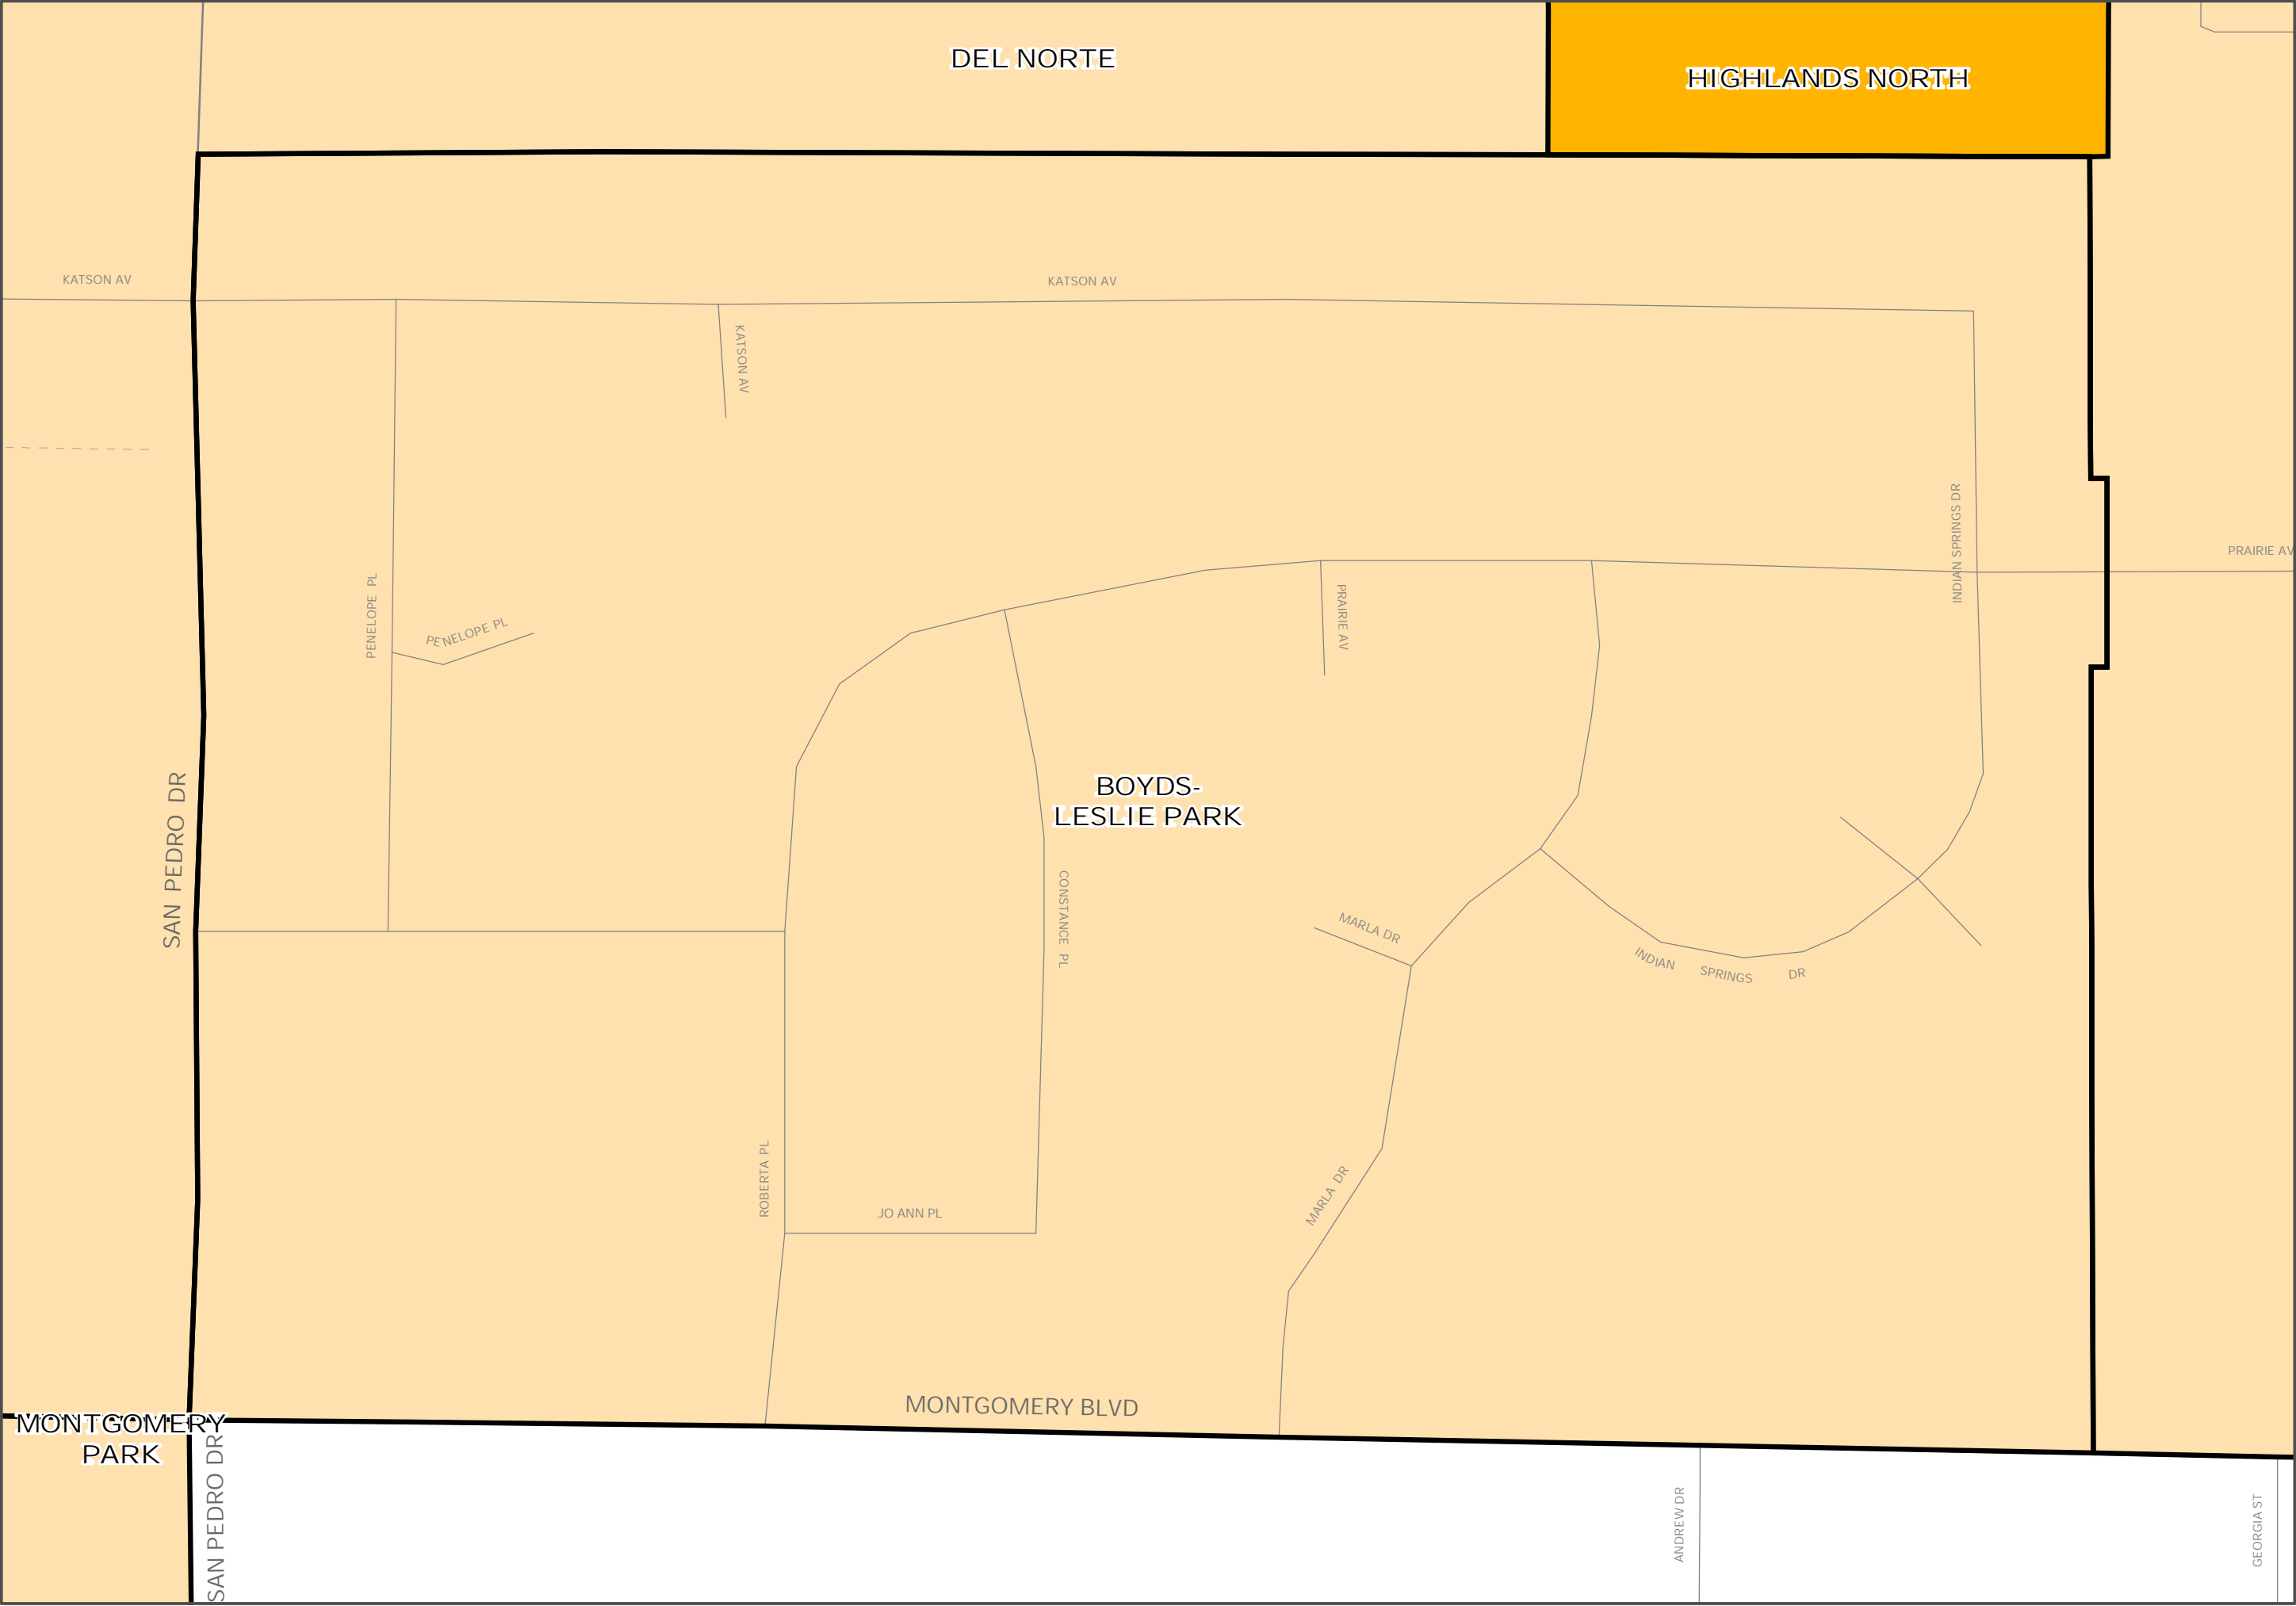 DEL NORTE
HIGHLANDS NORTH
KATSON AV
KATSON AV
KATSON AV
INDIAN SPRINGS DR
PRAIRIE AV
PENELOPE PL
PENELOPE PL
PRAIRIE AV
SAN PEDRO DR
BOYDS-
LESLIE PARK
CONSTANCE PL
MARLA DR
INDIAN SPRINGS DR
ROBERTA PL
JO ANN PL
MARLA DR
MONTGOMERY BLVD
MONTGOMERY
PARK
SAN PEDRO DR
ANDREW DR
GEORGIA ST